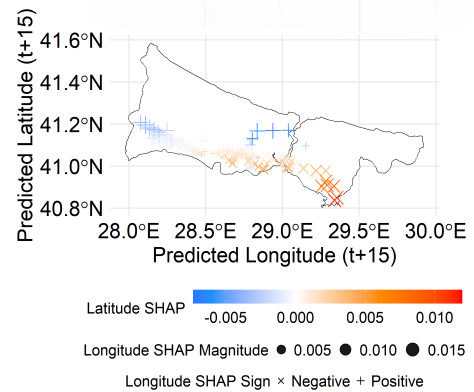 Predicted Latitude (t+15)
41.6°N
41.4°N
41.2°N
41.0°N
40.8°N
28.0°E 28.5°E 29.0°E 29.5°E 30.0°E
Predicted Longitude (t+15)
Latitude SHAP
-0.005 0.000 0.005 0.010
Longitude SHAP Magnitude 0.005 0.010 0.015
Longitude SHAP Sign × Negative + Positive